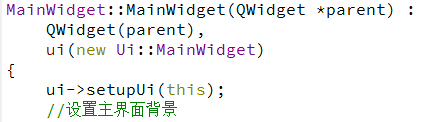 MainWidget::MainWidget(QWidget *parent) :
    QWidget(parent),
    ui(new Ui::MainWidget)
{
    ui->setupUi(this);
    //设置主界面背景